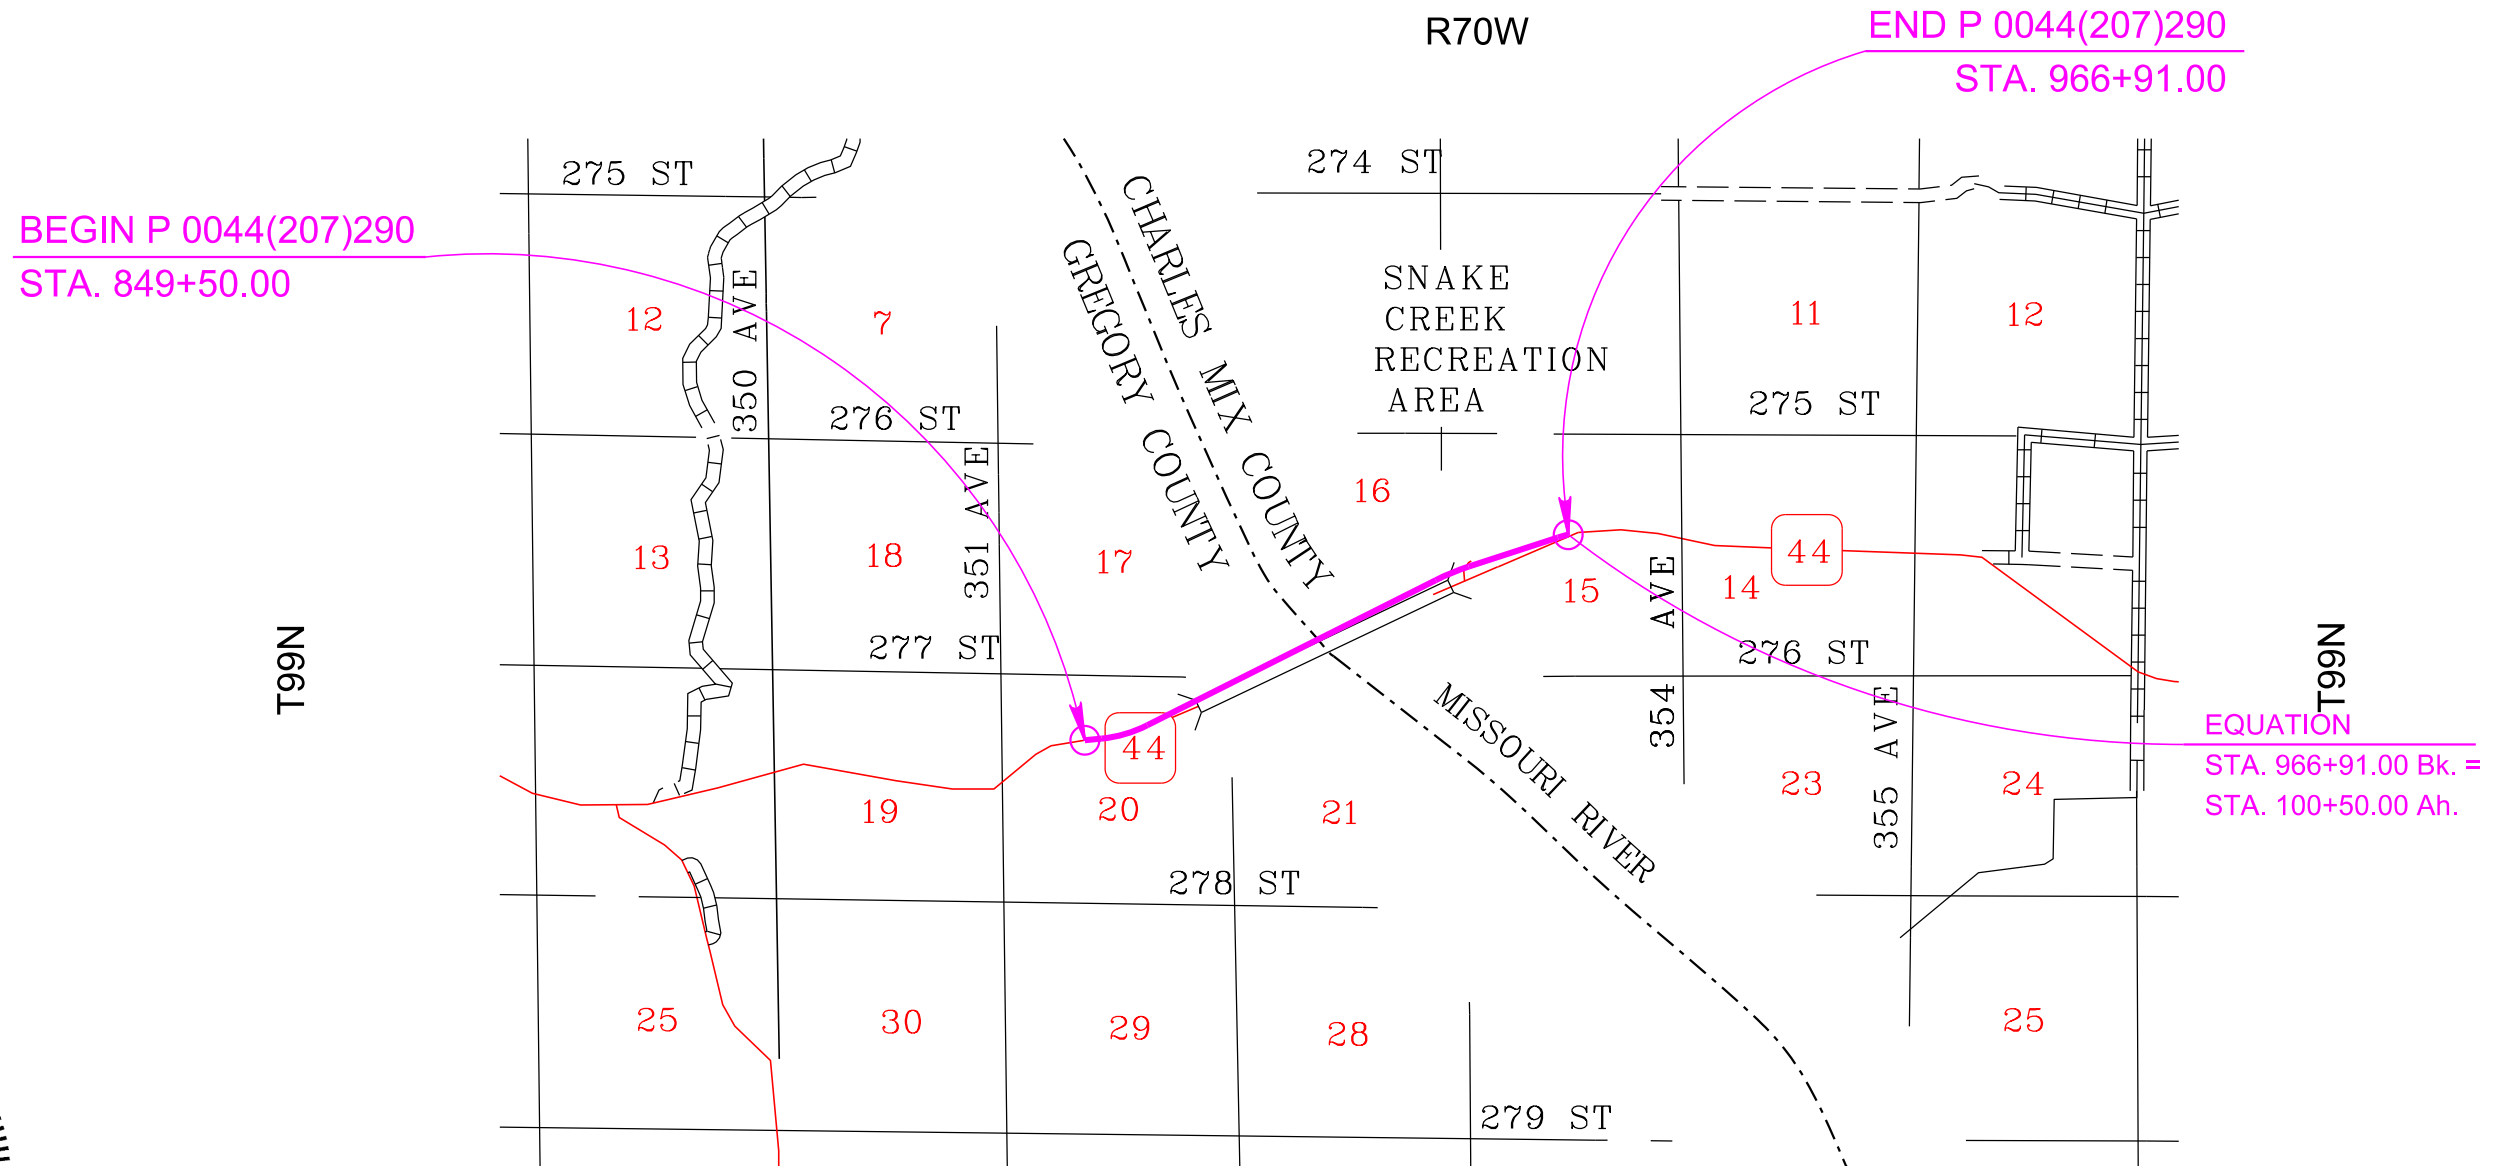 R70W
END P 0044(207)290
STA. 966+91.00
BEGIN P 0044(207)290
STA. 849+50.00
275 ST
274 ST
CHARLES MIX COUNTY
GREGORY COUNTY
SNAKE
CREEK
RECREATION
AREA
350 AVE
12
7
11
12
276 ST
275 ST
351 AVE
16
13
18
17
44
15
14
354 AVE
277 ST
276 ST
T99N
T99N
MISSOURI RIVER
355 AVE
44
EQUATION
STA. 966+91.00 Bk. =
STA. 100+50.00 Ah.
19
20
21
23
24
278 ST
25
30
29
28
25
279 ST